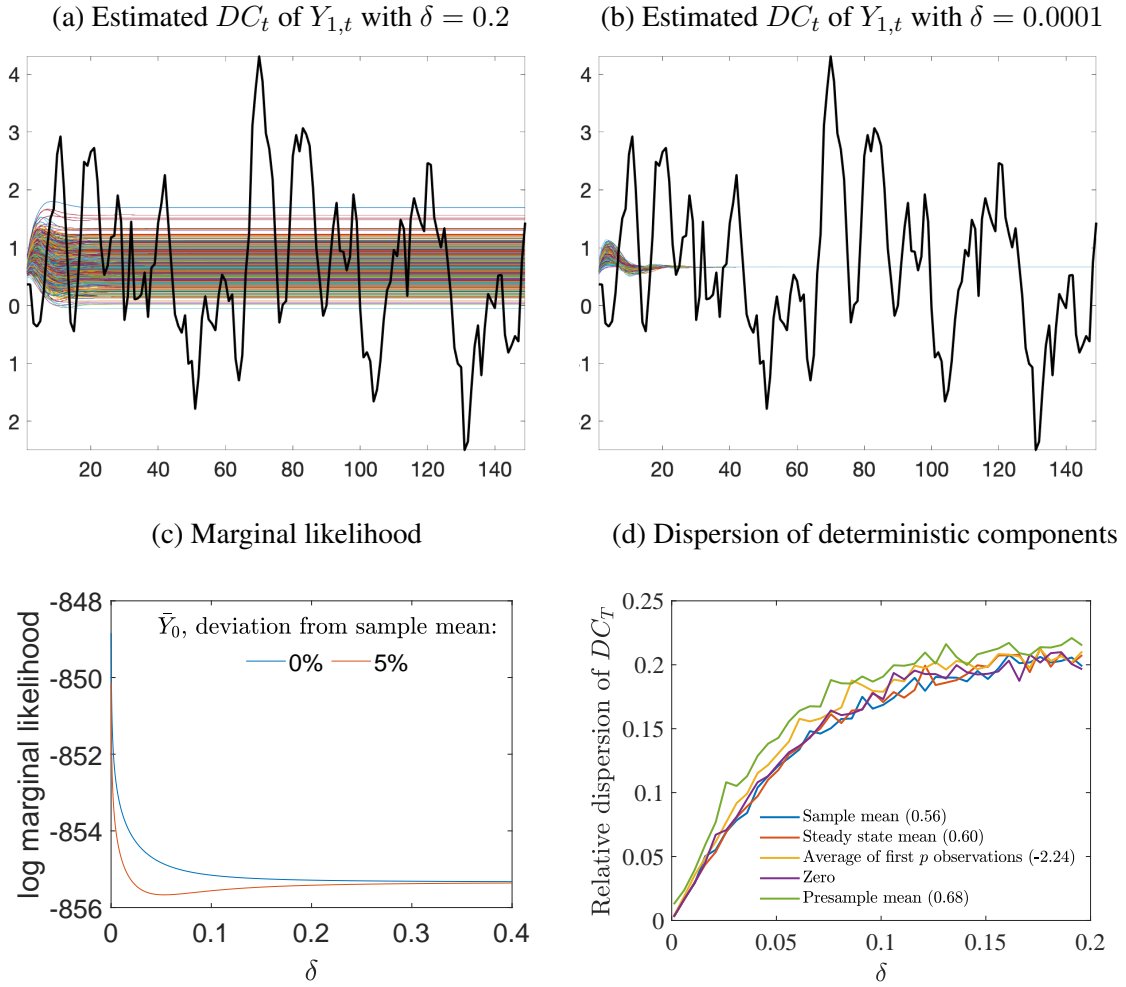 (a) Estimated DC_t of Y_{1,t} with δ = 0.2
4
3
2
1
0
1
2
20 40 60 80 100 120 140
(b) Estimated DC_t of Y_{1,t} with δ = 0.0001
4
3
2
1
0
1
2
20 40 60 80 100 120 140
(c) Marginal likelihood
log marginal likelihood
-848
-850
-852
-854
-856
Ȳ_0, deviation from sample mean:
0% 5%
0 0.1 0.2 0.3 0.4
δ
(d) Dispersion of deterministic components
Relative dispersion of DC_T
0.25
0.2
0.15
0.1
0.05
0
Sample mean (0.56)
Steady state mean (0.60)
Average of first p observations (-2.24)
Zero
Presample mean (0.68)
0 0.05 0.1 0.15 0.2
δ